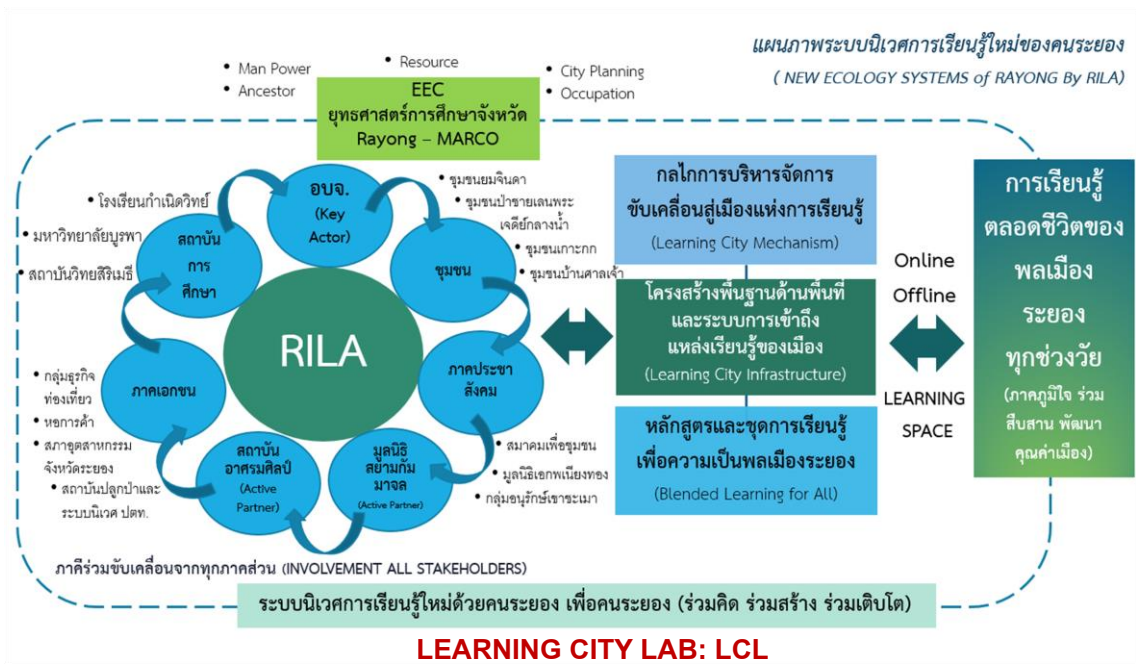 แผนภาพระบบนิเวศการเรียนรู้ใหม่ของคนระยอง
( NEW ECOLOGY SYSTEMS of RAYONG By RILA)
• Man Power
• Ancestor
• Resource
• City Planning
• Occupation
EEC
ยุทธศาสตร์การศึกษาจังหวัด
Rayong – MARCO
อบจ.
(Key
Actor)
• ชุมชนยมจินดา
• ชุมชนป่าชายเลนพระ
เจดีย์กลางน้ำ
• ชุมชนเกาะกก
• ชุมชนบ้านศาลเจ้า
ชุมชน
ภาคประชา
สังคม
• สมาคมเพื่อชุมชน
• มูลนิธิเอกพเนียงทอง
• กลุ่มอนุรักษ์เขาชะเมา
มูลนิธิ
สยามกัม
มาจล
(Active Partner)
สถาบัน
อาศรมศิลป์
(Active
Partner)
ภาคเอกชน
• กลุ่มธุรกิจ
ท่องเที่ยว
• หอการค้า
• สภาอุตสาหกรรม
จังหวัดระยอง
• สถาบันปลูกป่าและ
ระบบนิเวศ ปตท.
สถาบัน
การ
ศึกษา
• โรงเรียนกำเนิดวิทย์
• มหาวิทยาลัยบูรพา
• สถาบันวิทยสิริเมธี
RILA
กลไกการบริหารจัดการ
ขับเคลื่อนสู่เมืองแห่งการเรียนรู้
(Learning City Mechanism)
โครงสร้างพื้นฐานด้านพื้นที่
และระบบการเข้าถึง
แหล่งเรียนรู้ของเมือง
(Learning City Infrastructure)
หลักสูตรและชุดการเรียนรู้
เพื่อความเป็นพลเมืองระยอง
(Blended Learning for All)
Online
Offline
LEARNING
SPACE
การเรียนรู้
ตลอดชีวิตของ
พลเมือง
ระยอง
ทุกช่วงวัย
(ภาคภูมิใจ ร่วม
สืบสาน พัฒนา
คุณค่าเมือง)
ภาคีร่วมขับเคลื่อนจากทุกภาคส่วน (INVOLVEMENT ALL STAKEHOLDERS)
ระบบนิเวศการเรียนรู้ใหม่ด้วยคนระยอง เพื่อคนระยอง (ร่วมคิด ร่วมสร้าง ร่วมเติบโต)
LEARNING CITY LAB: LCL